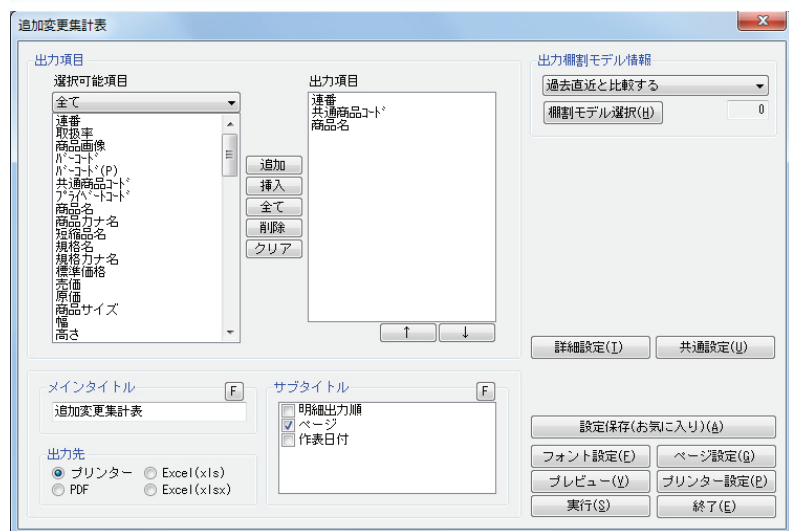 追加変更集計表
出力項目
選択可能項目
全て
連番
取扱率
商品画像
ﾊﾞｰｺｰﾄﾞ
ﾊﾞｰｺｰﾄﾞ(P)
共通商品ｺｰﾄﾞ
ﾌﾟﾗｲﾍﾞｰﾄｺｰﾄﾞ
商品名
商品カナ名
短縮品名
規格名
規格カナ名
標準価格
売価
原価
商品サイズ
幅
高さ
追加
挿入
全て
削除
クリア
出力項目
連番
共通商品ｺｰﾄﾞ
商品名
↑ ↓
出力棚割モデル情報
過去直近と比較する
棚割モデル選択(H) 0
詳細設定(I) 共通設定(U)
メインタイトル F
追加変更集計表
サブタイトル F
明細出力順
ページ
作表日付
出力先
プリンター Excel(xls)
PDF Excel(xlsx)
設定保存(お気に入り)(A)
フォント設定(F) ページ設定(G)
プレビュー(V) プリンター設定(P)
実行(S) 終了(E)